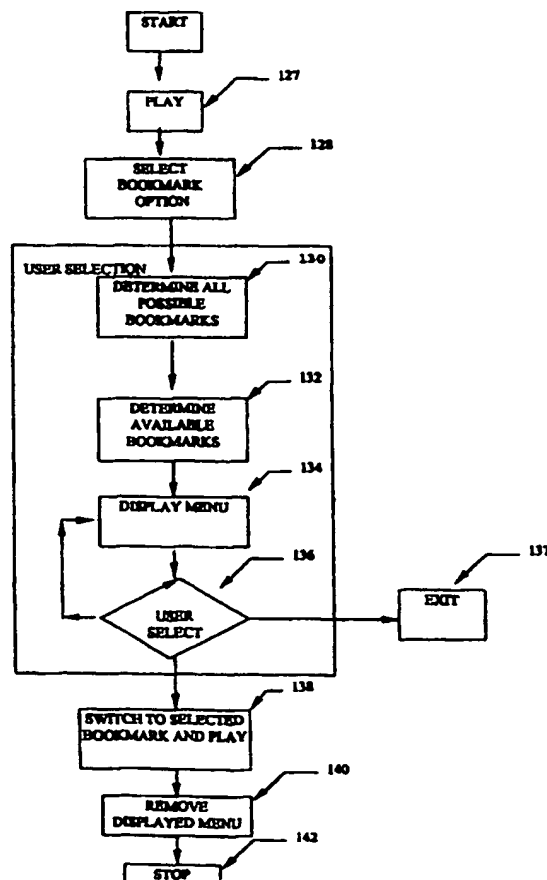 START
127
PLAY
128
SELECT
BOOKMARK
OPTION
130
USER SELECTION
DETERMINE ALL
POSSIBLE
BOOKMARKS
132
DETERMINE
AVAILABLE
BOOKMARKS
134
DISPLAY MENU
136
137
USER
SELECT
EXIT
138
SWITCH TO SELECTED
BOOKMARK AND PLAY
140
REMOVE
DISPLAYED MENU
142
STOP